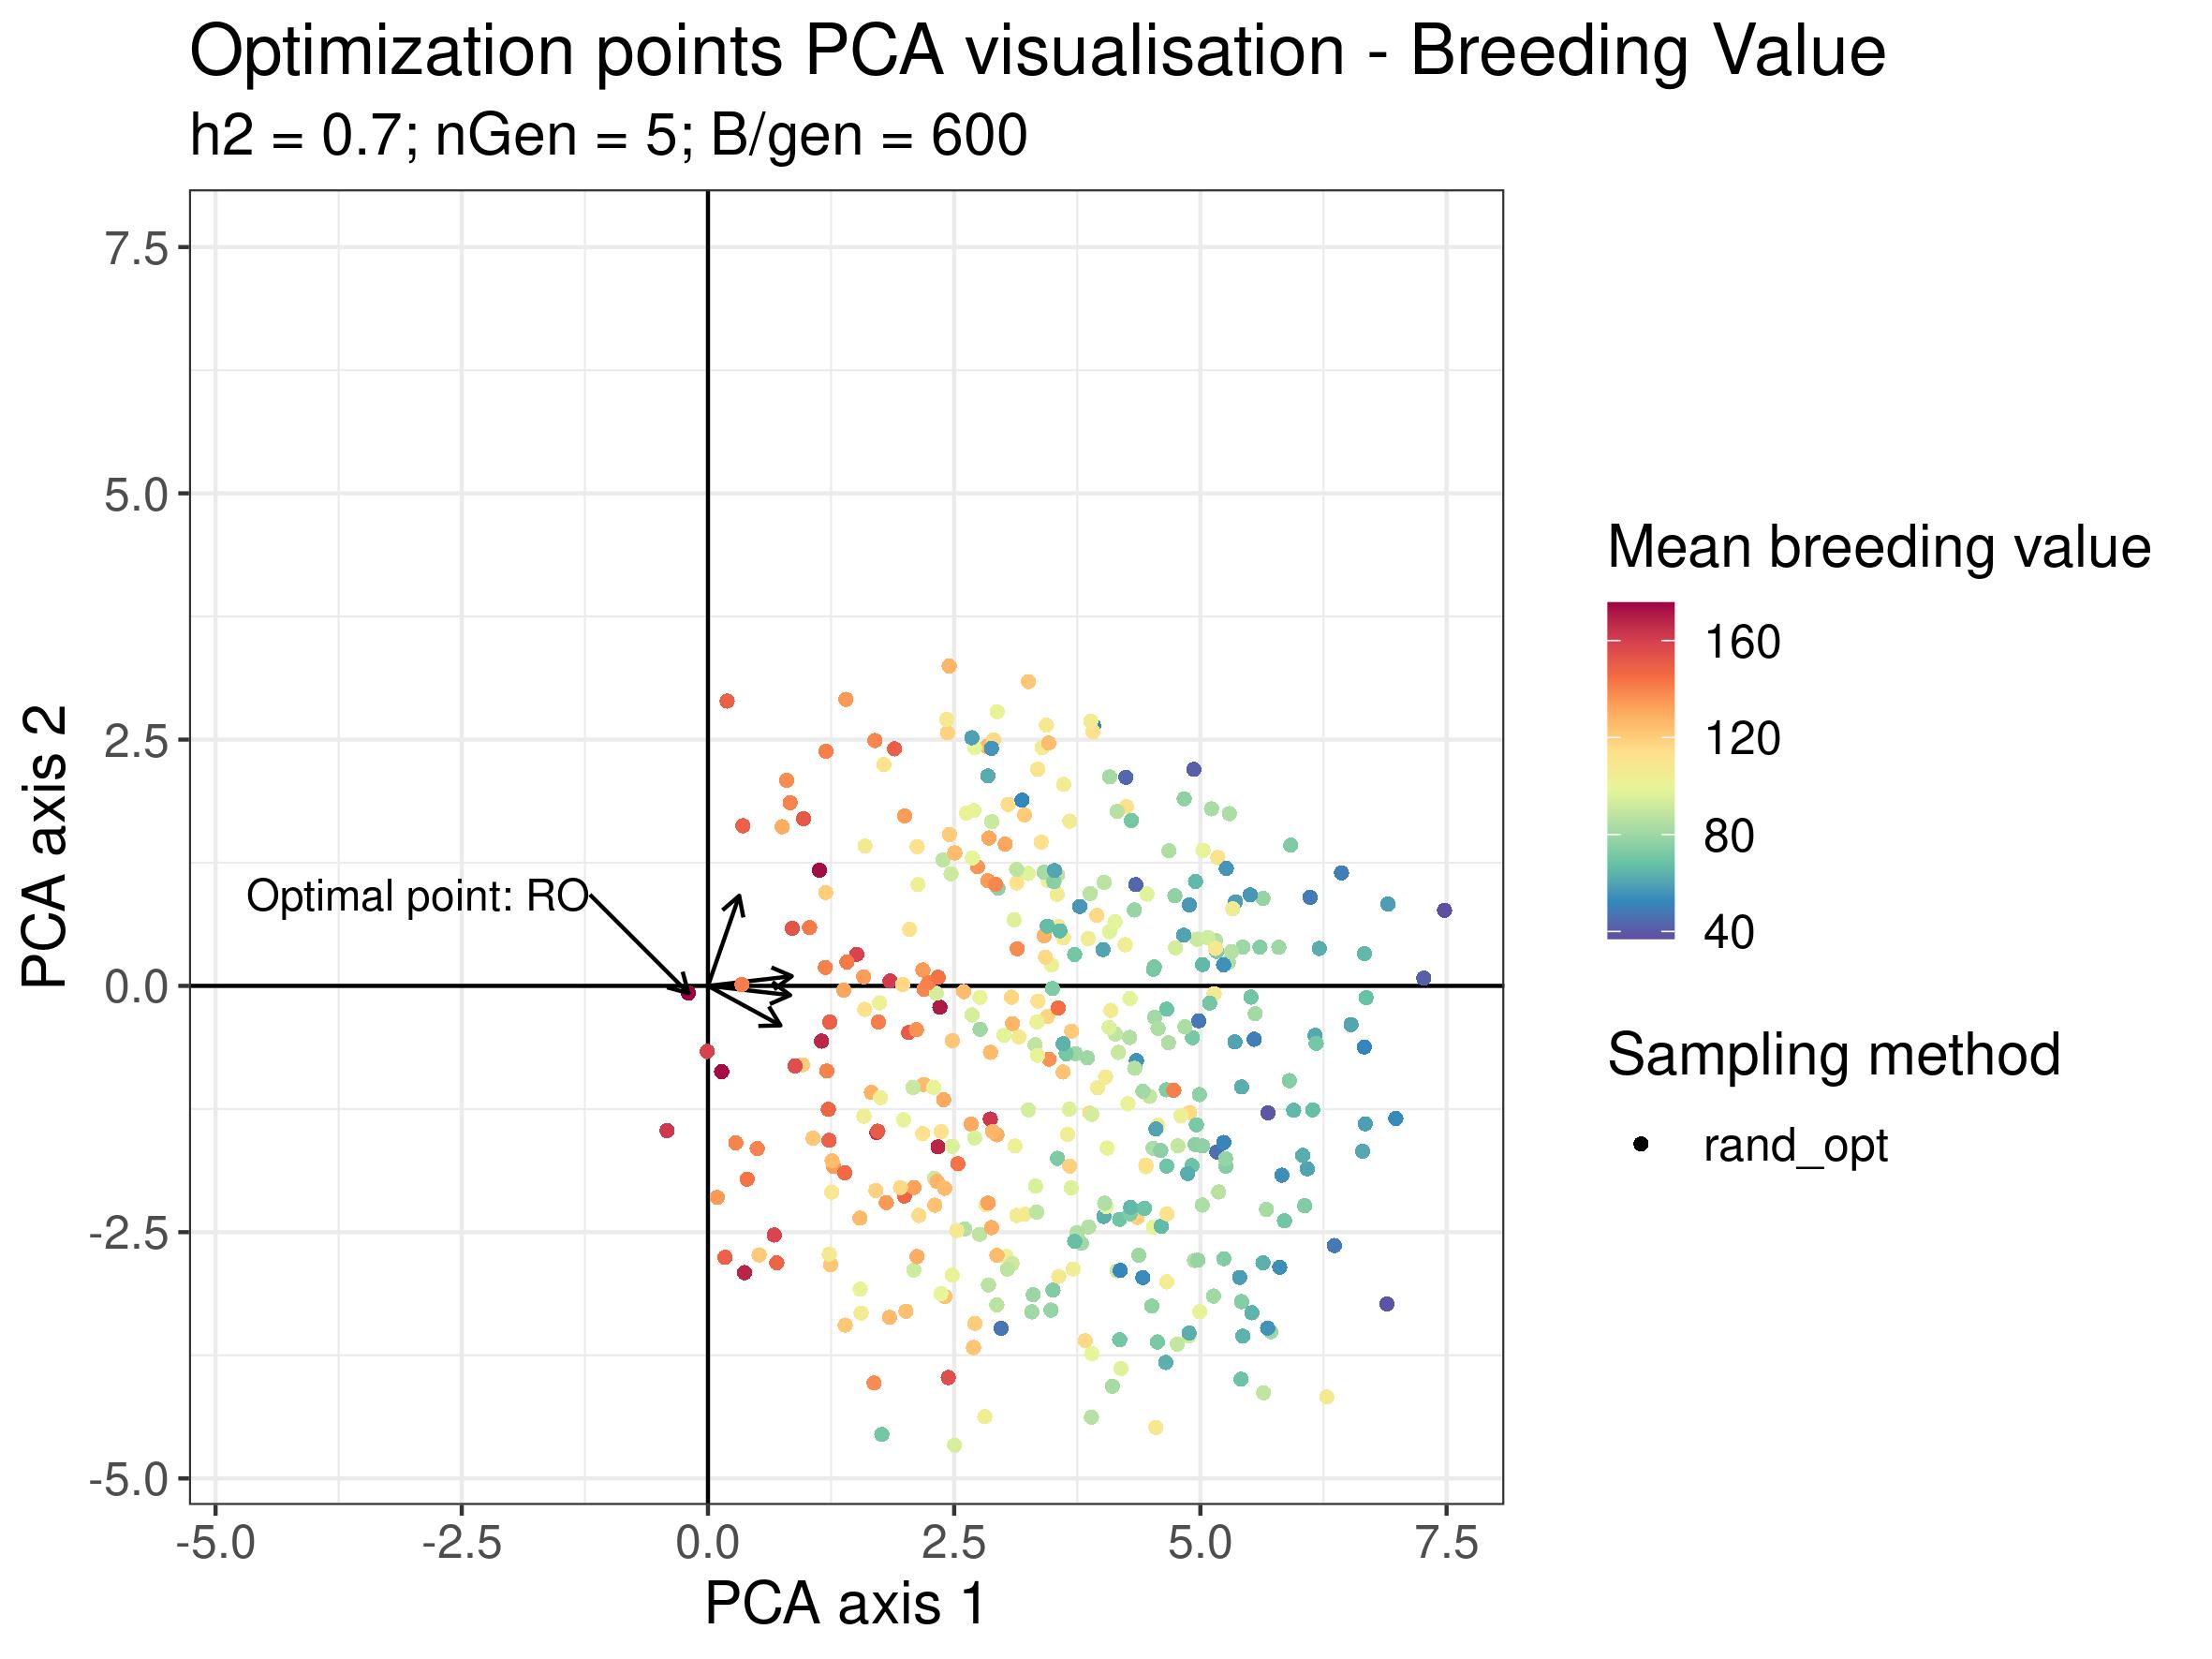 Optimization points PCA visualisation - Breeding Value
h2 = 0.7; nGen = 5; B/gen = 600
PCA axis 2
7.5
5.0
2.5
0.0
-2.5
-5.0
Optimal point: RO
-5.0 -2.5 0.0 2.5 5.0 7.5
PCA axis 1
Mean breeding value
160
120
80
40
Sampling method
rand_opt